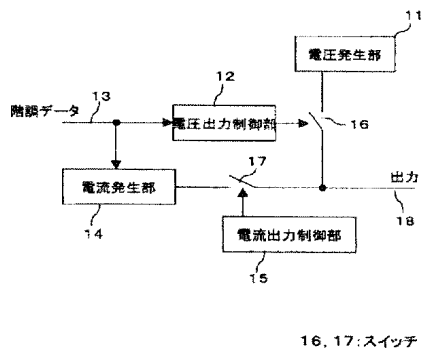 11
電圧発生部
12
階調データ
13
電圧出力制御部
16
17
電流発生部
出力
18
14
電流出力制御部
15
16, 17:スイッチ